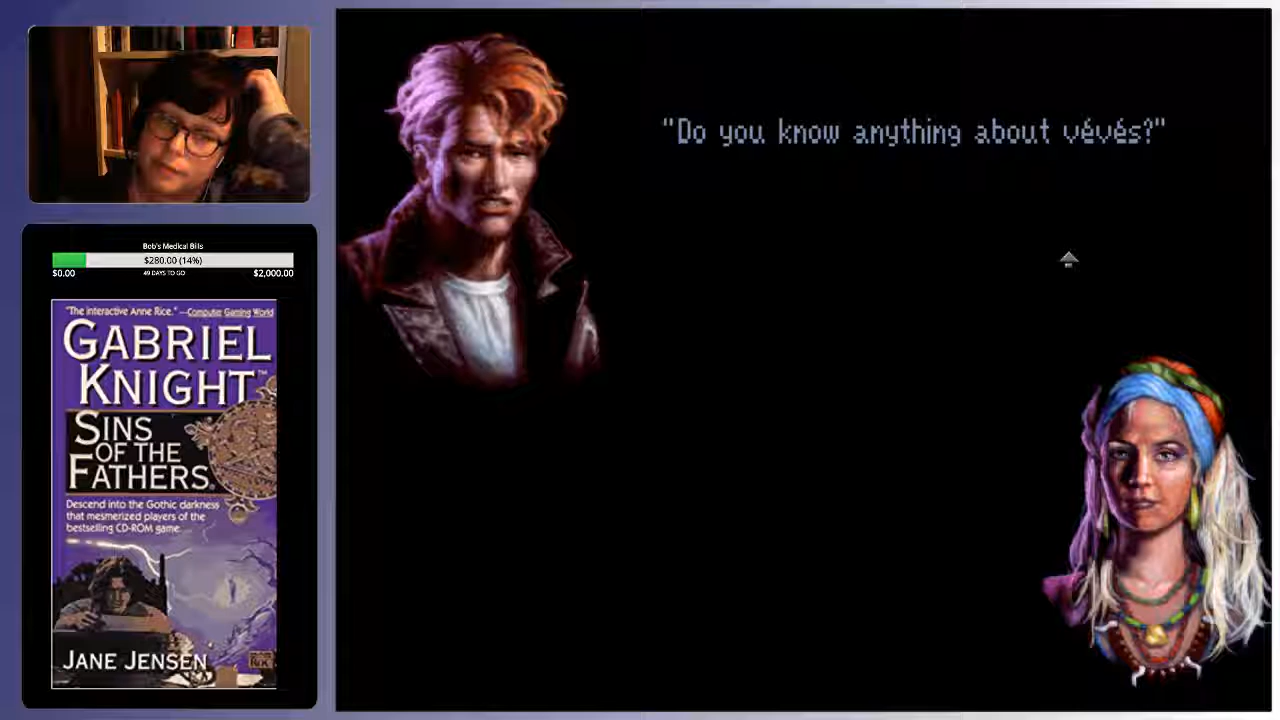 Bob's Medical Bills
$280.00 (14%)
$0.00
49 DAYS TO GO
$2,000.00
"The interactive Anne Rice." —Computer Gaming World
GABRIEL
KNIGHT™
SINS
OF THE
FATHERS®
Descend into the Gothic darkness
that mesmerized players of the
bestselling CD-ROM game
JANE JENSEN
"Do you know anything about vévés?"